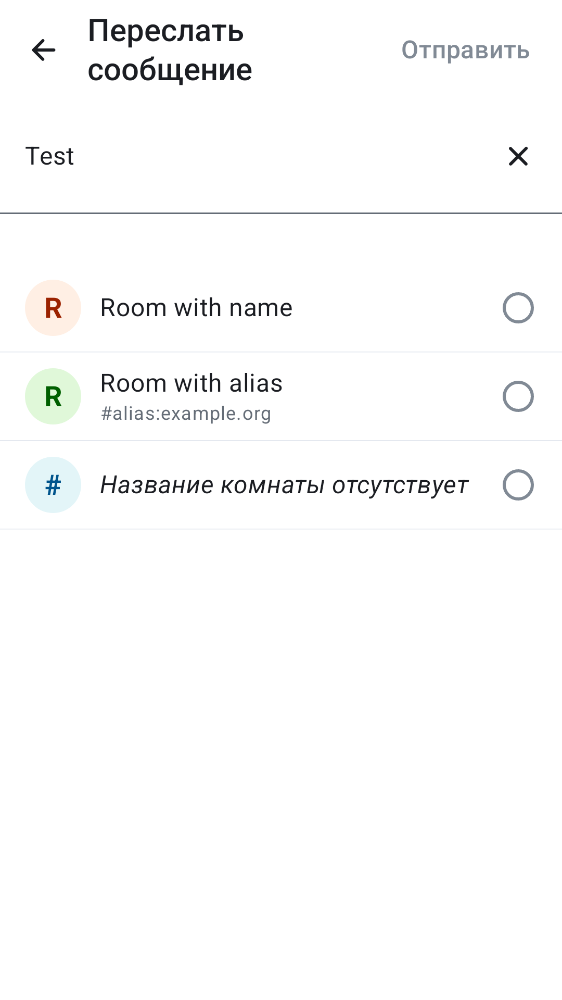 Переслать
сообщение
Отправить
Test
R
Room with name
R
Room with alias
#alias:example.org
#
Название комнаты отсутствует